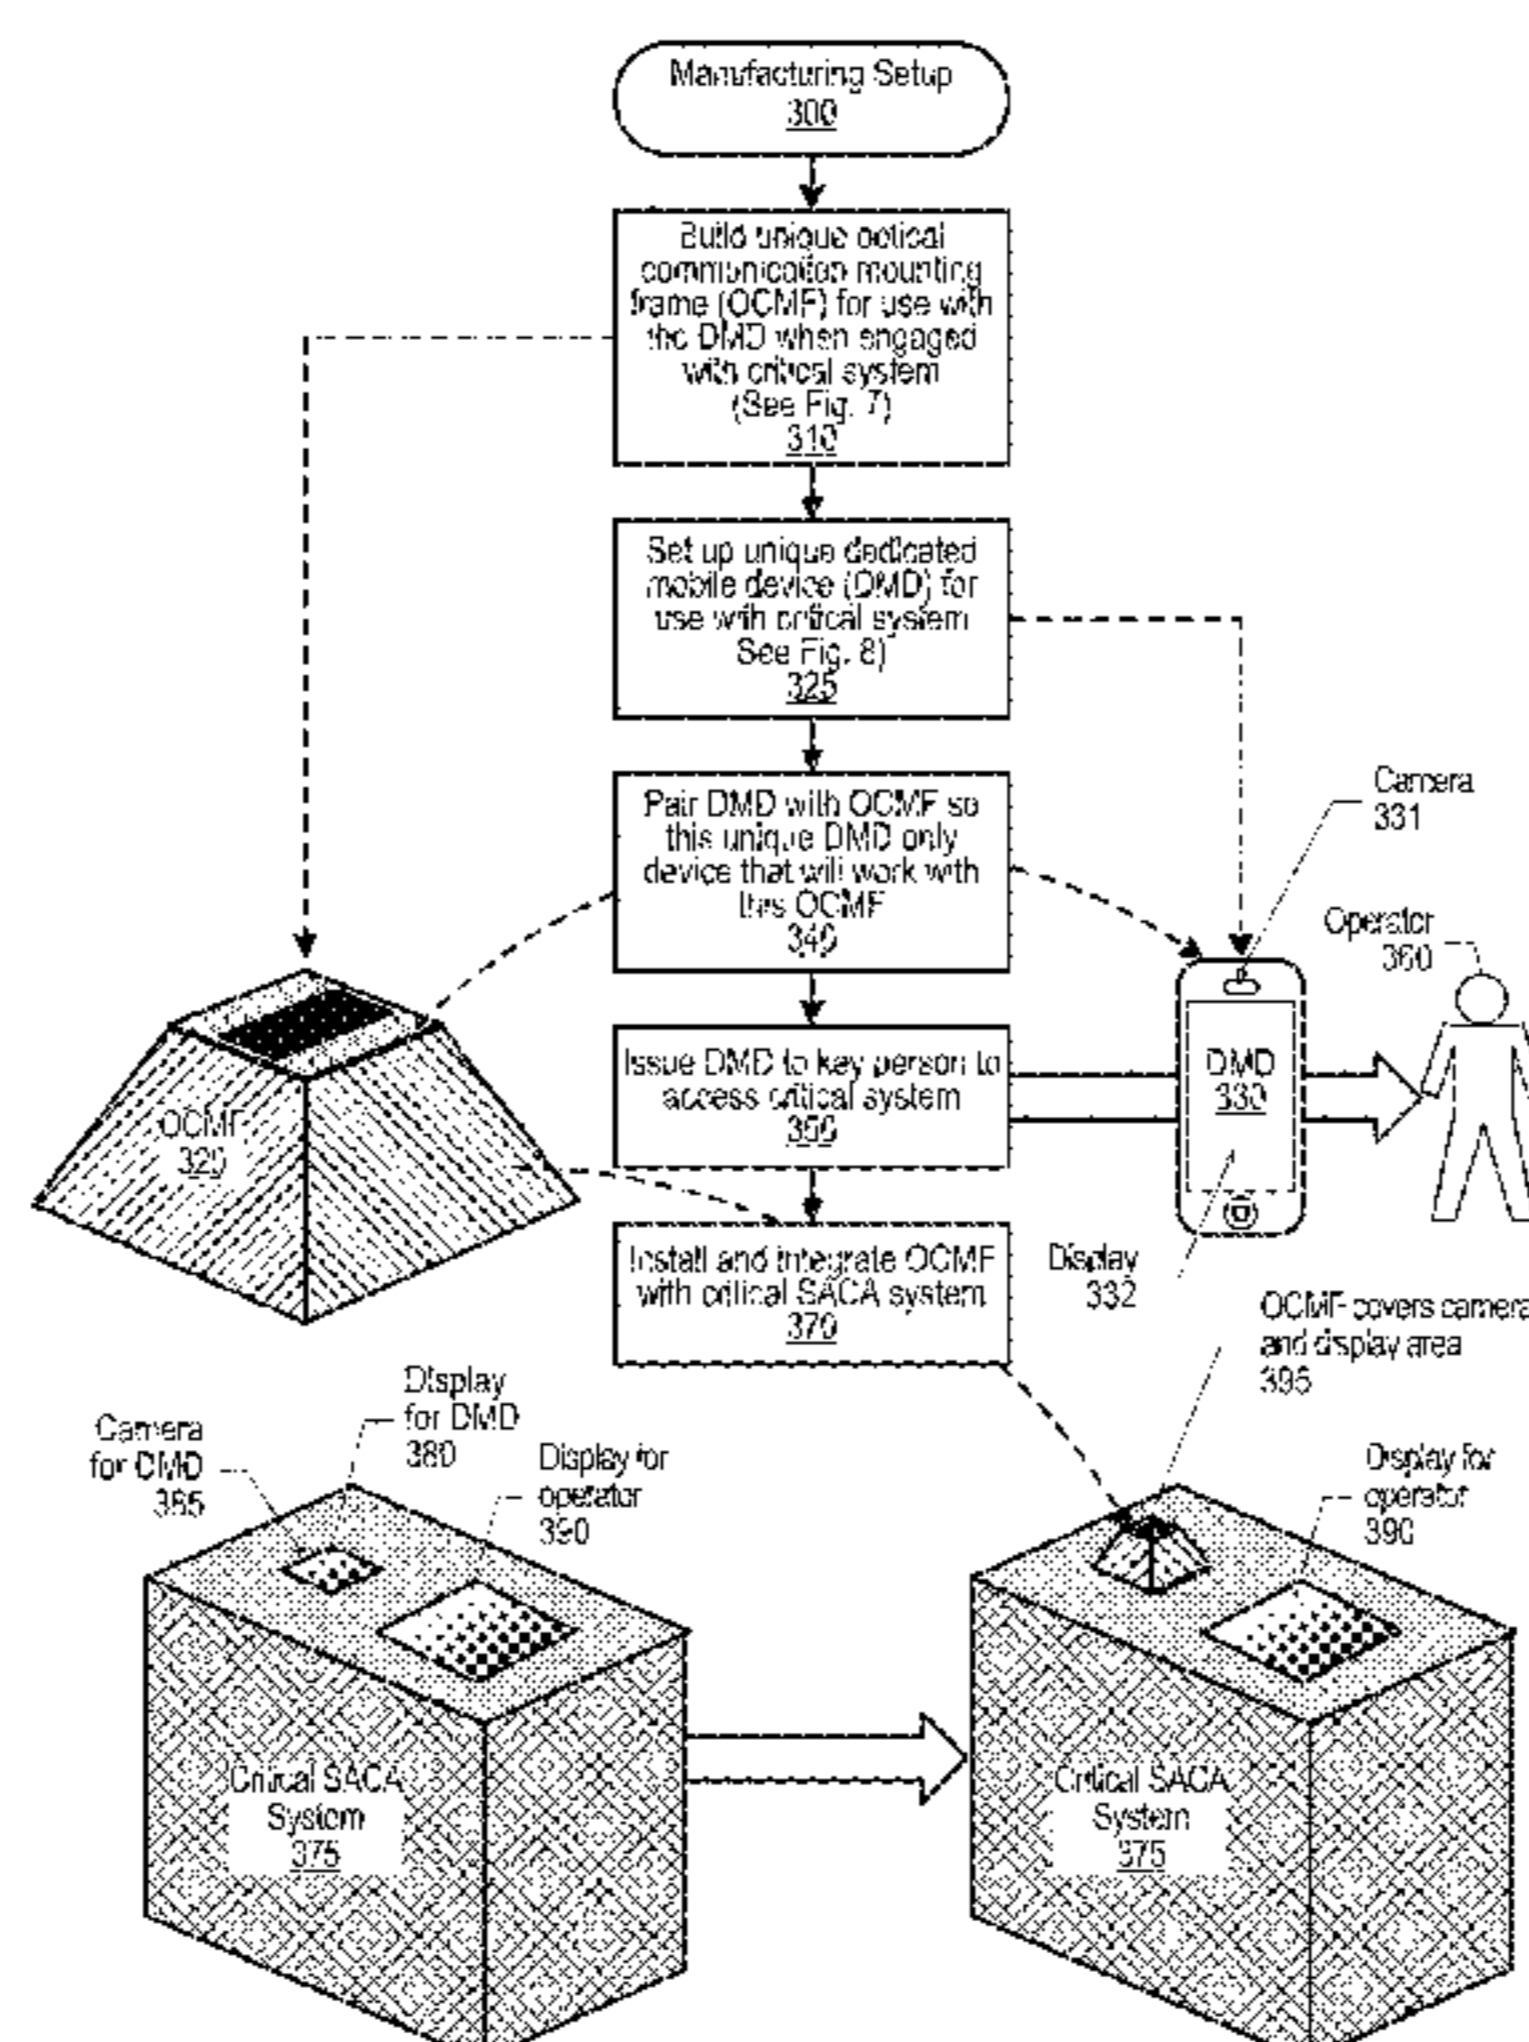 Manufacturing Setup
300
Build unique optical
communication mounting
frame (OCMF) for use with
the DMD when engaged
with critical system
(See Fig. 7)
310
Set up unique dedicated
mobile device (DMD) for
use with critical system
See Fig. 8)
325
Pair DMD with OCMF so
this unique DMD only
device that will work with
this OCMF
340
Camera
331
Operator
360
Issue DMD to key person to
access critical system
350
DMD
330
OCMF
320
Install and integrate OCMF
with critical SACA system
370
Display
332
OCMF covers camera
and display area
395
Camera
for DMD
385
Display
for DMD
380
Display for
operator
390
Display for
operator
390
Critical SACA
System
375
Critical SACA
System
375